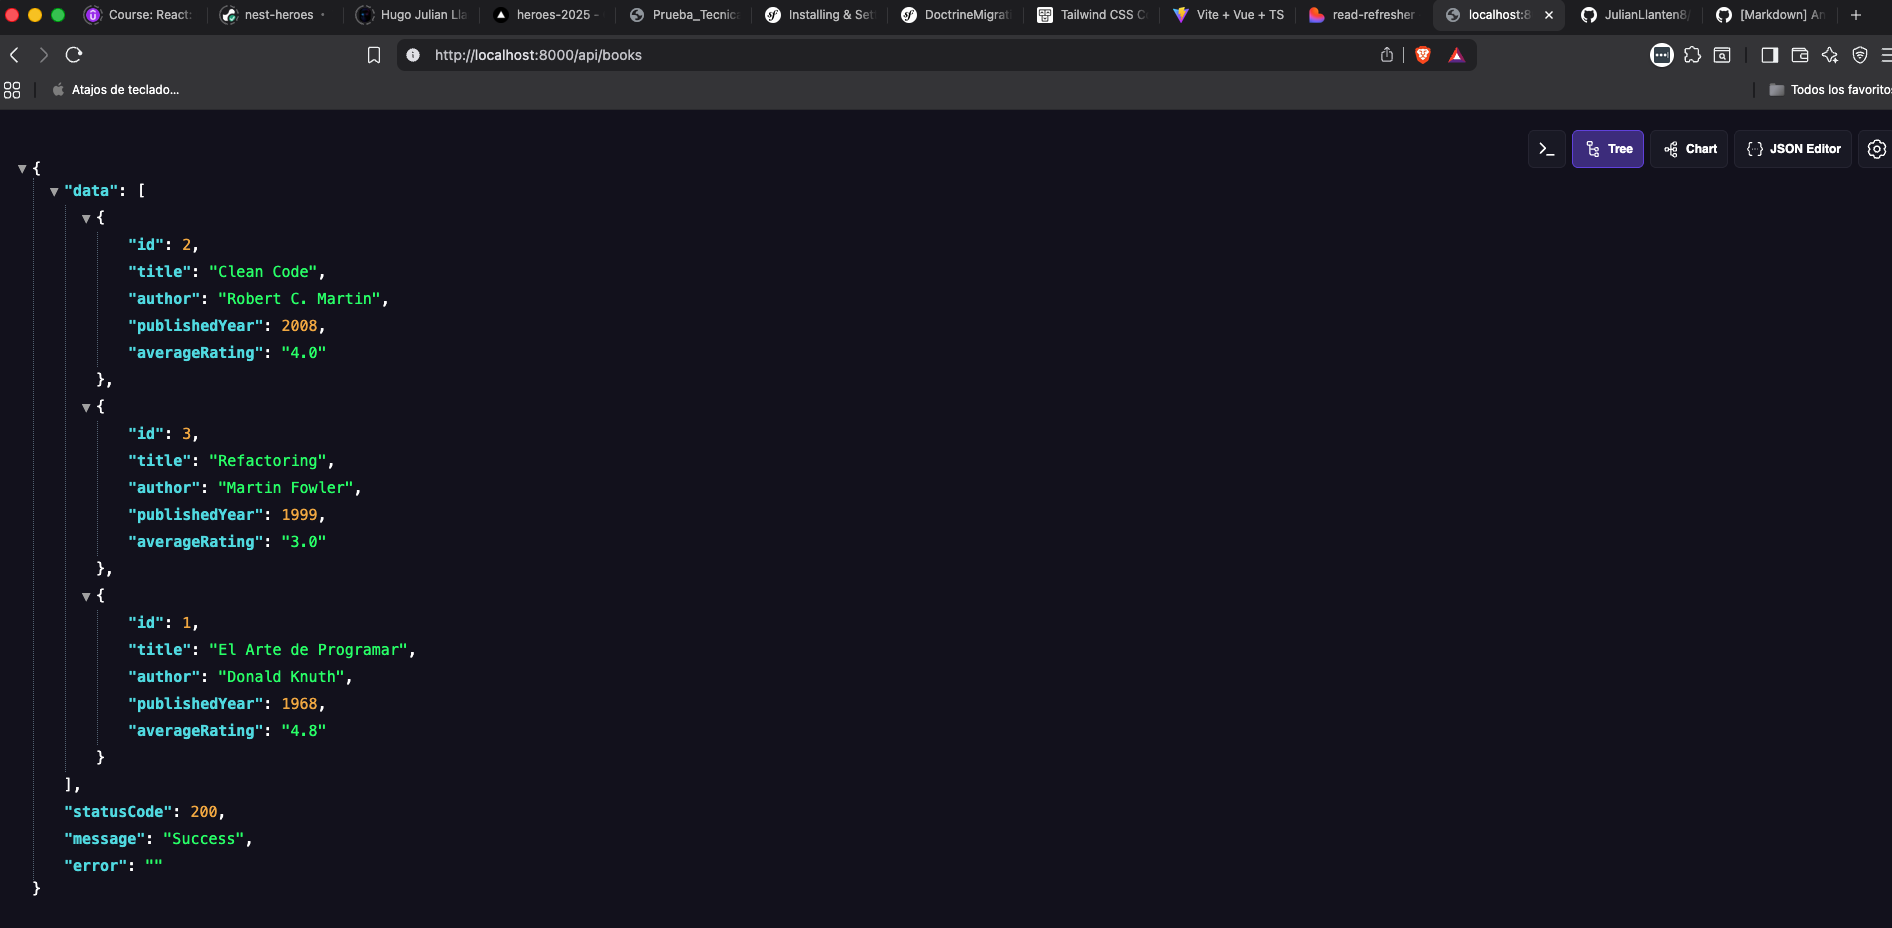 Course: React:
nest-heroes
Hugo Julian Lla
heroes-2025 -
Prueba_Tecnica
Installing & Set
DoctrineMigrati
Tailwind CSS C
Vite + Vue + TS
read-refresher
localhost:8
JulianLlanten8/
[Markdown] An
http://localhost:8000/api/books
Atajos de teclado...
Todos los favoritos
Tree
Chart
JSON Editor
{
"data": [
{
"id": 2,
"title": "Clean Code",
"author": "Robert C. Martin",
"publishedYear": 2008,
"averageRating": "4.0"
},
{
"id": 3,
"title": "Refactoring",
"author": "Martin Fowler",
"publishedYear": 1999,
"averageRating": "3.0"
},
{
"id": 1,
"title": "El Arte de Programar",
"author": "Donald Knuth",
"publishedYear": 1968,
"averageRating": "4.8"
}
],
"statusCode": 200,
"message": "Success",
"error": ""
}